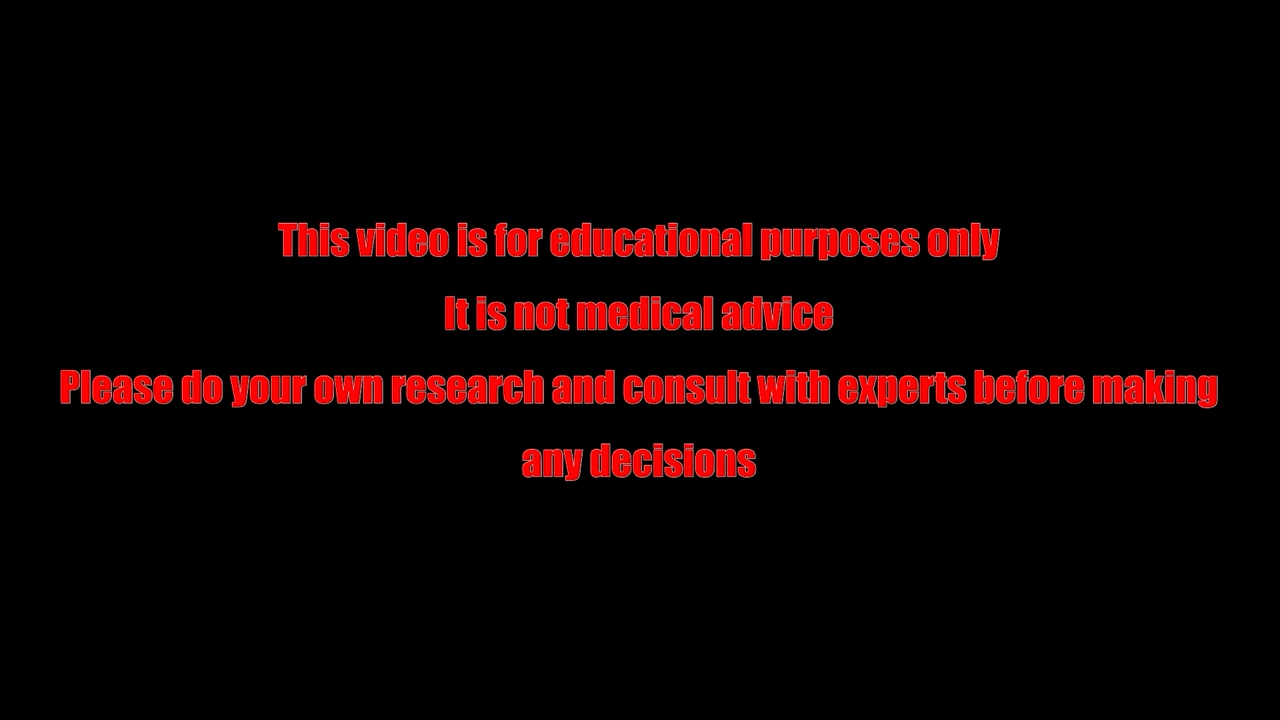 This video is for educational purposes only
It is not medical advice
Please do your own research and consult with experts before making
any decisions